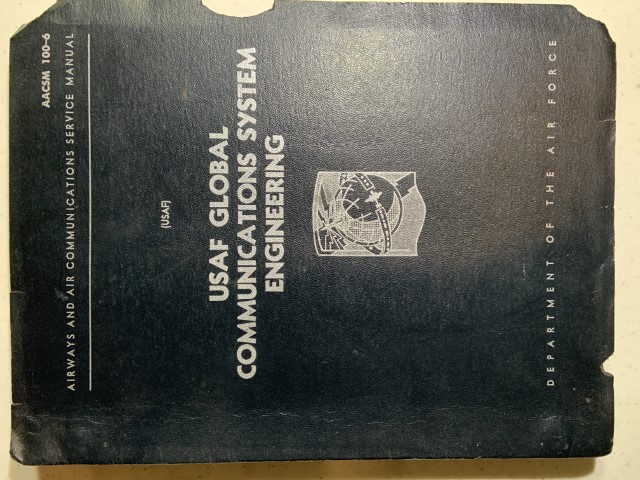 AACSM 100-6
AIRWAYS AND AIR COMMUNICATIONS SERVICE MANUAL
(USAF)
USAF GLOBAL
COMMUNICATIONS SYSTEM
ENGINEERING
DEPARTMENT OF THE AIR FORCE